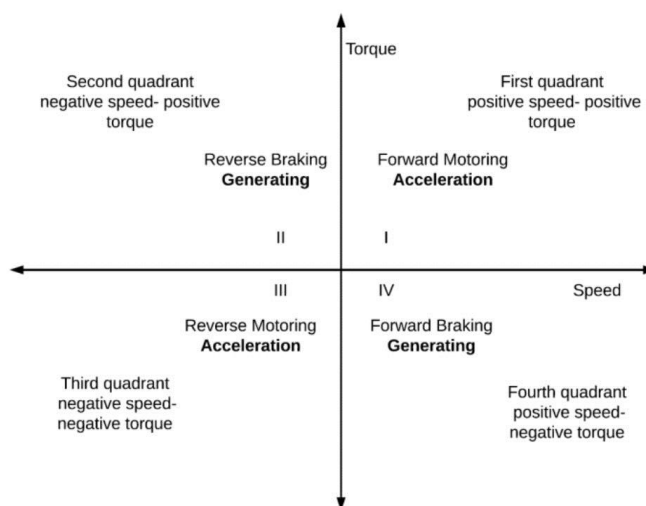 Torque
Second quadrant
negative speed- positive
torque
First quadrant
positive speed- positive
torque
Reverse Braking
Generating
Forward Motoring
Acceleration
II
I
III
IV
Speed
Reverse Motoring
Acceleration
Forward Braking
Generating
Third quadrant
negative speed-
negative torque
Fourth quadrant
positive speed-
negative torque